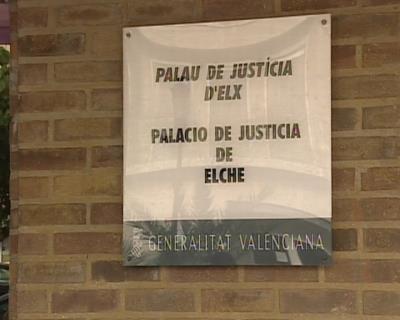 PALAU DE JUSTÍCIA
D'ELX
PALACIO DE JUSTICIA
DE
ELCHE
GENERALITAT VALENCIANA